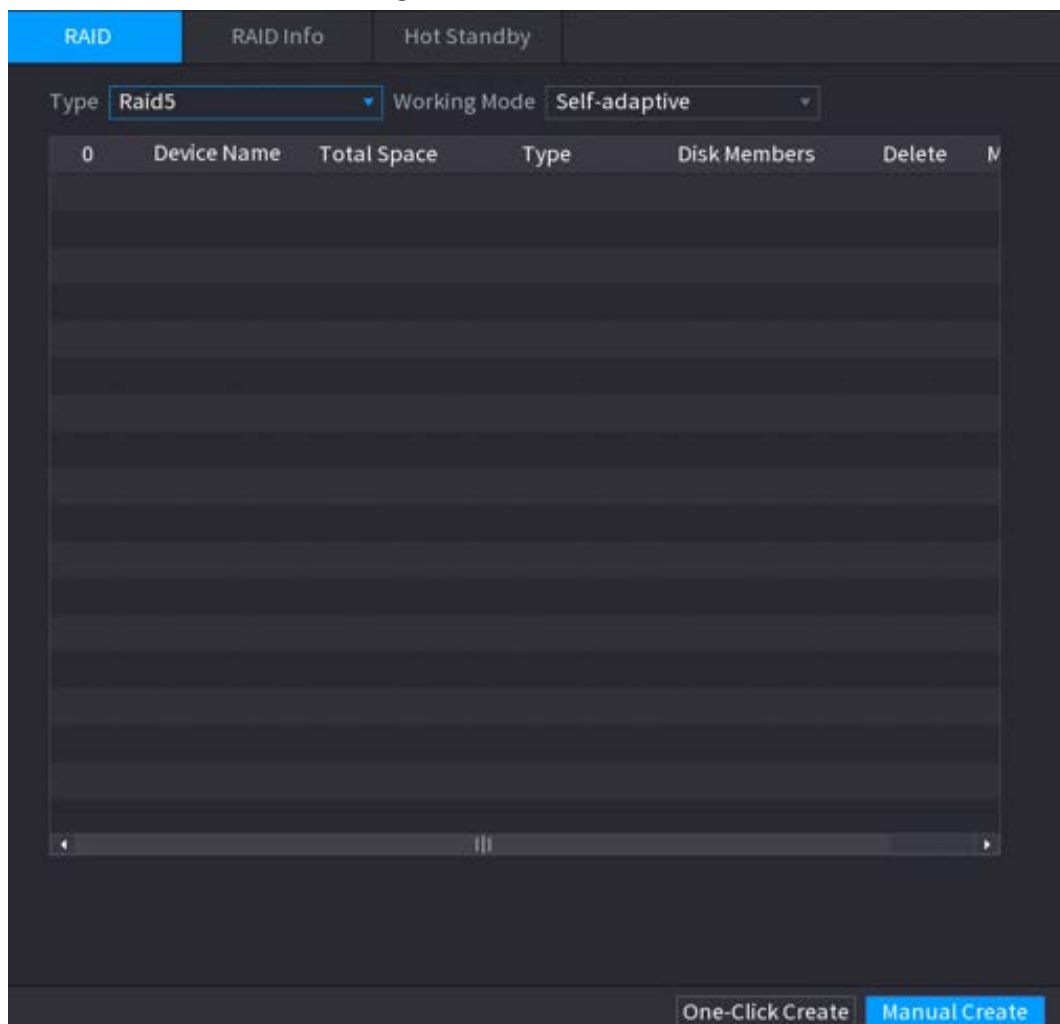 RAID RAID Info Hot Standby
Type Raid5 Working Mode Self-adaptive
0 Device Name Total Space Type Disk Members Delete
One-Click Create Manual Create